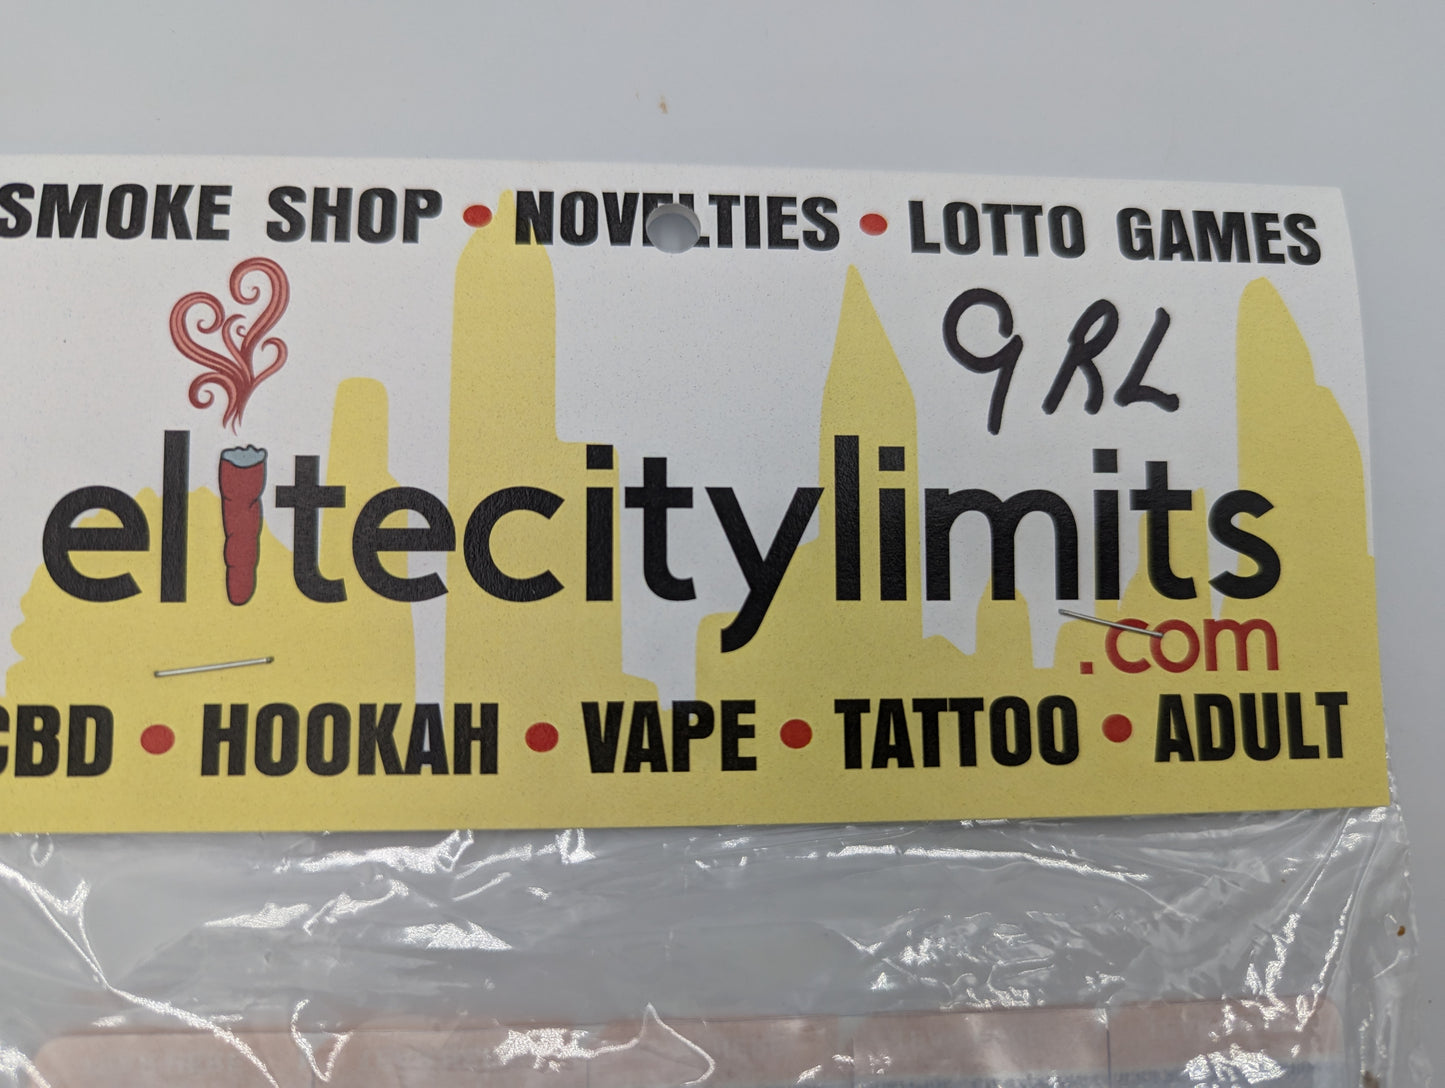 SMOKE SHOP • NOVELTIES • LOTTO GAMES
9RL
elitecitylimits
.com
CBD • HOOKAH • VAPE • TATTOO • ADULT